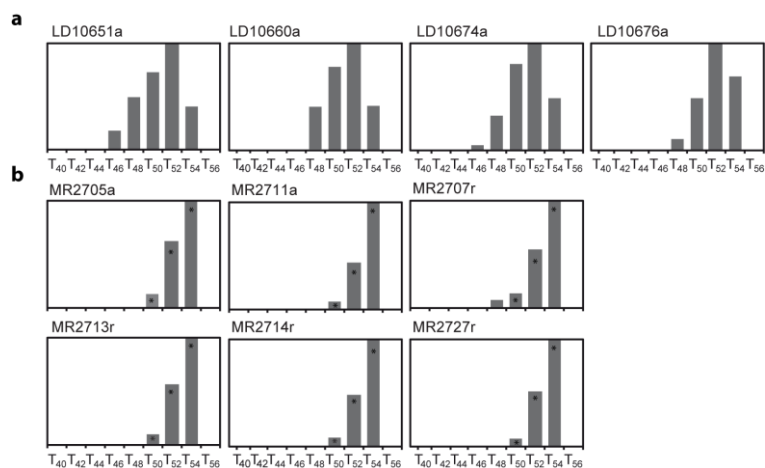 a
LD10651a LD10660a LD10674a LD10676a
T40 T42 T44 T46 T48 T50 T52 T54 T56 T40 T42 T44 T46 T48 T50 T52 T54 T56 T40 T42 T44 T46 T48 T50 T52 T54 T56 T40 T42 T44 T46 T48 T50 T52 T54 T56
b
MR2705a MR2711a MR2707r
* * * * * * * * *
MR2713r MR2714r MR2727r
* * * * * * * * *
T40 T42 T44 T46 T48 T50 T52 T54 T56 T40 T42 T44 T46 T48 T50 T52 T54 T56 T40 T42 T44 T46 T48 T50 T52 T54 T56